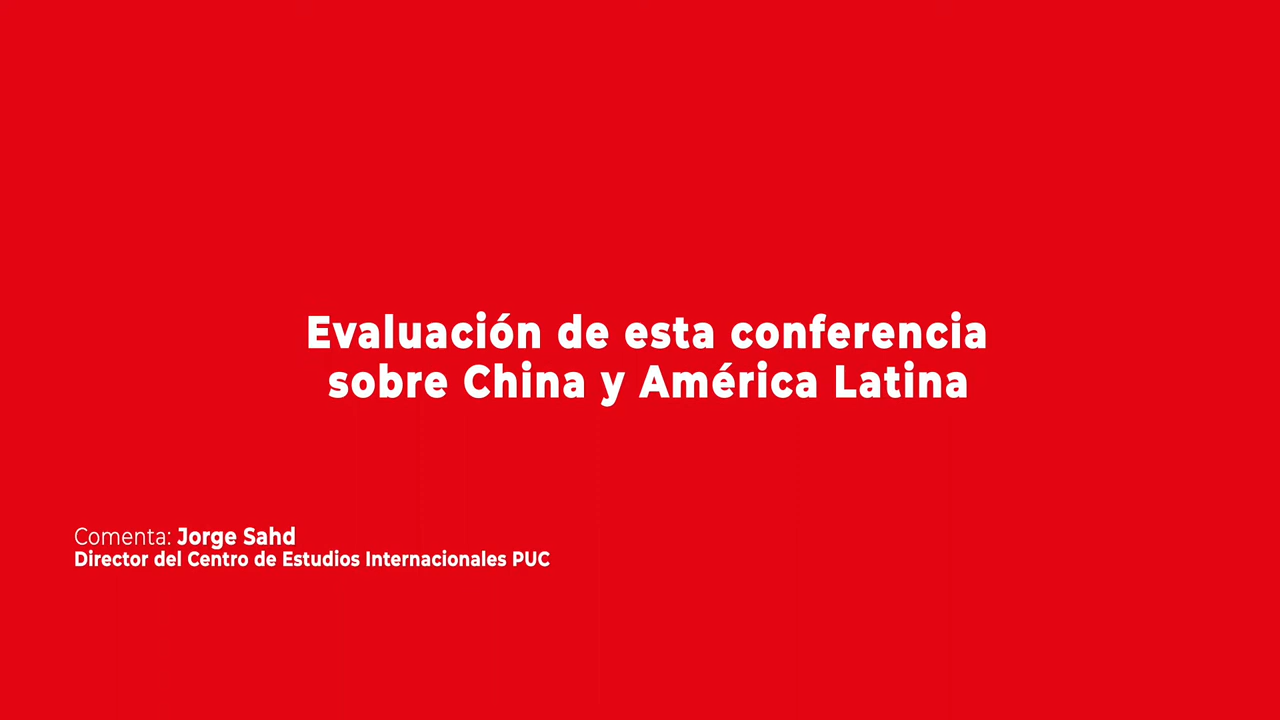 Evaluación de esta conferencia
sobre China y América Latina
Comenta: Jorge Sahd
Director del Centro de Estudios Internacionales PUC